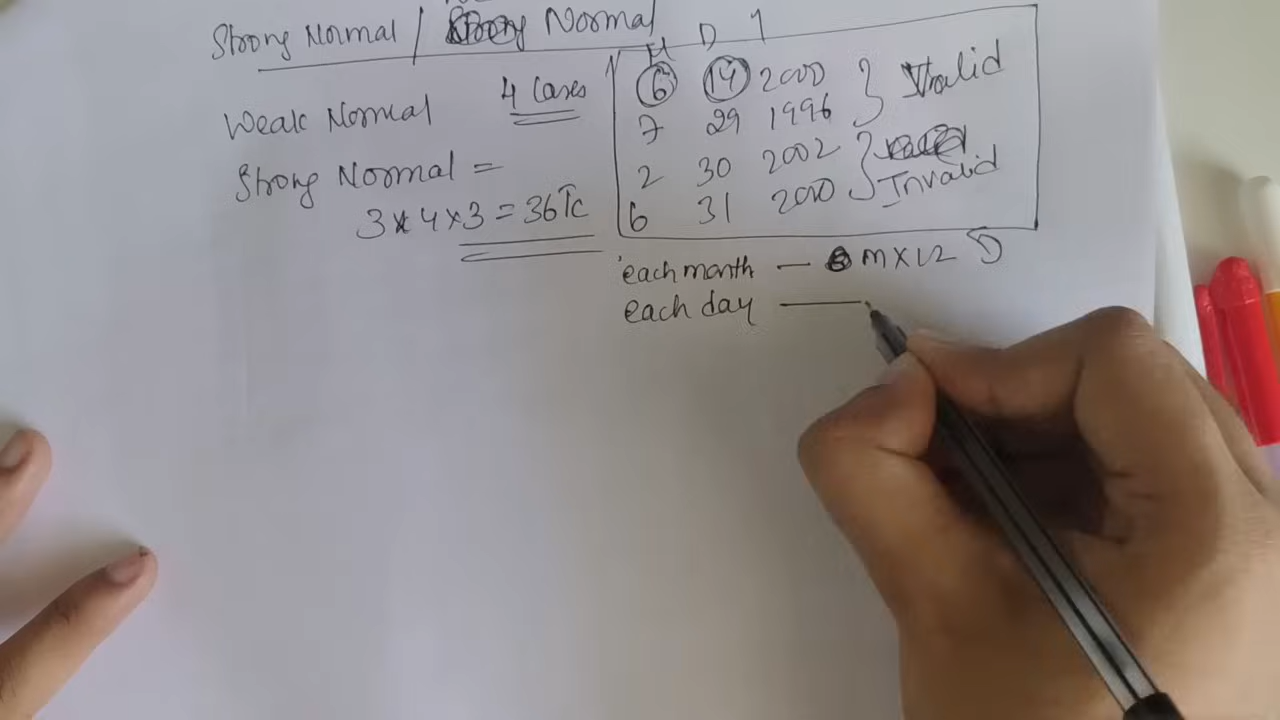 Strong Normal / Normal
M D Y
Weak Normal 4 Cases
6 14 2000 Valid
7 29 1996
Strong Normal =
2 30 2002 Invalid
3 * 4 x 3 = 36 Tc
6 31 2000
each month — m x 12
each day —